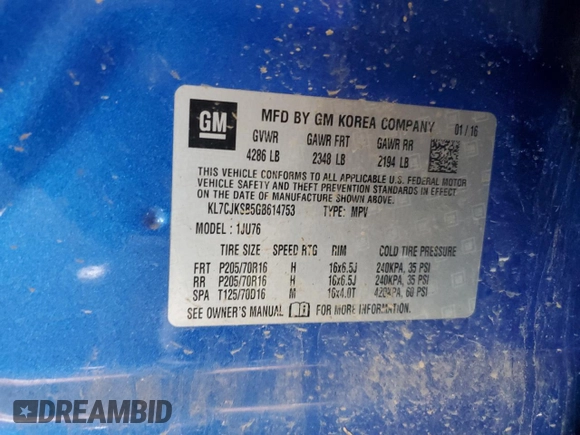 GM
MFD BY GM KOREA COMPANY 01 / 16
GVWR GAWR FRT GAWR RR
4286 LB 2348 LB 2194 LB
THIS VEHICLE CONFORMS TO ALL APPLICABLE U.S. FEDERAL MOTOR
VEHICLE SAFETY AND THEFT PREVENTION STANDARDS IN EFFECT ON
THE DATE OF MANUFACTURE SHOWN ABOVE.
KL7CJKSB5GB614753 TYPE: MPV
MODEL: 1JU76
TIRE SIZE SPEED RTG RIM COLD TIRE PRESSURE
FRT P205/70R16 H 16x6.5J 240KPA, 35 PSI
RR P205/70R16 H 16x6.5J 240KPA, 35 PSI
SPA T125/70D16 M 16x4.0T 420KPA, 60 PSI
SEE OWNER'S MANUAL FOR MORE INFORMATION.
DREAMBID